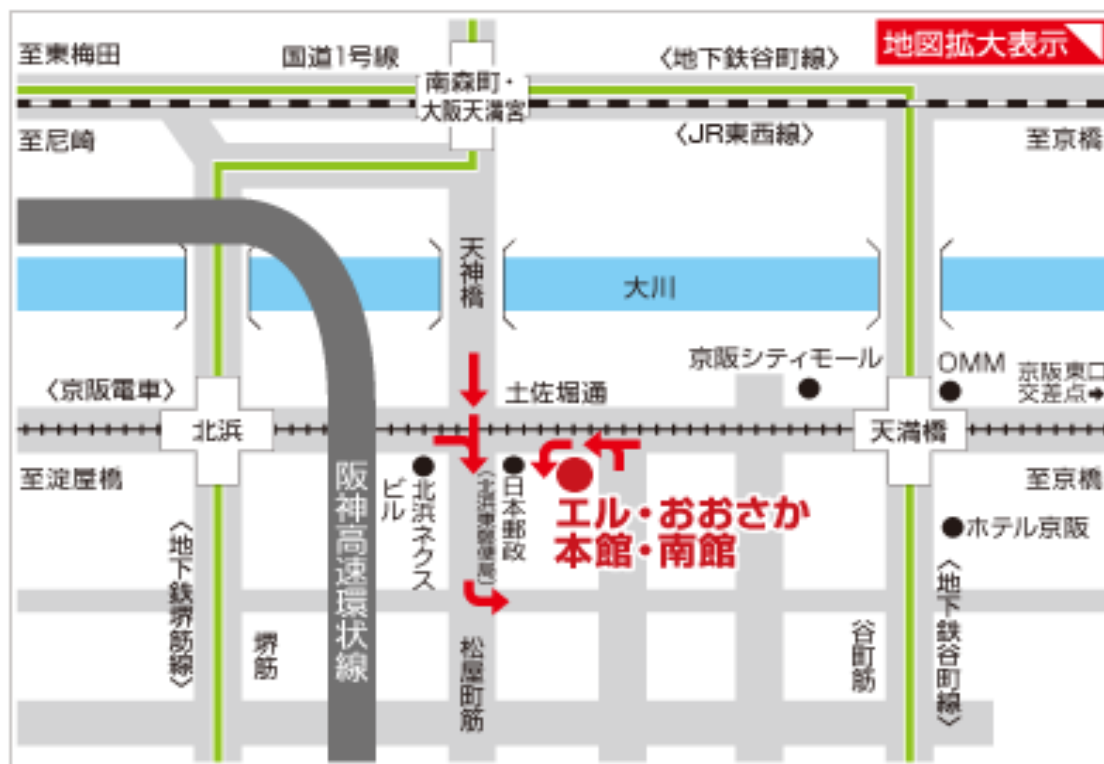 地図拡大表示
至東梅田
国道1号線
〈地下鉄谷町線〉
南森町・
大阪天満宮
至尼崎
〈JR東西線〉
至京橋
天神橋
大川
京阪シティモール
OMM
京阪東口
交差点➔
〈京阪電車〉
土佐堀通
北浜
天満橋
至淀屋橋
至京橋
阪神高速環状線
北浜ネクス
ビル
日本郵政
（北浜東郵便局）
エル・おおさか
本館・南館
ホテル京阪
〈地下鉄堺筋線〉
堺筋
松屋町筋
谷町筋
〈地下鉄谷町線〉